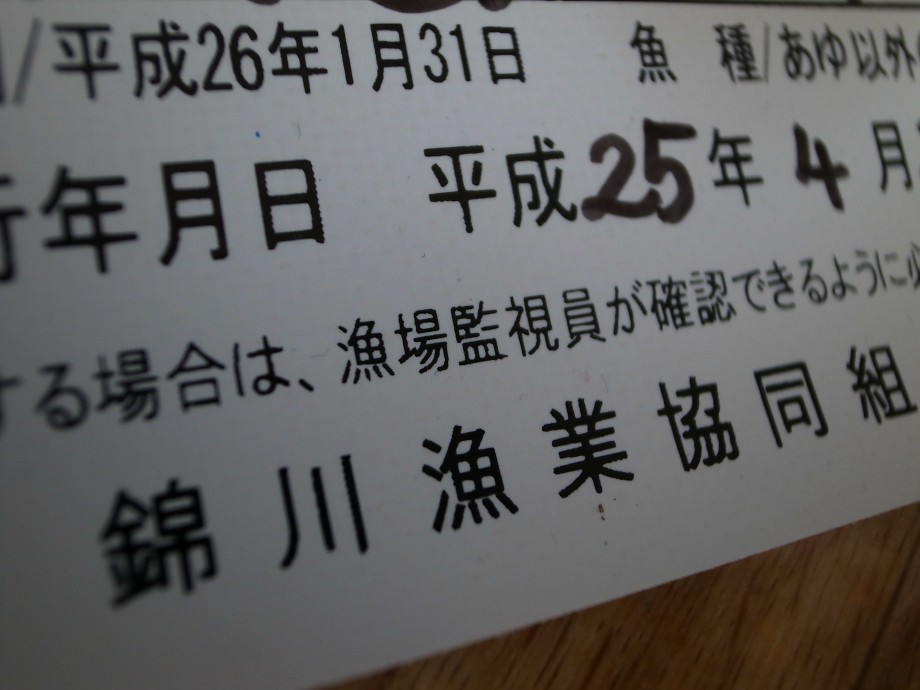 /平成26年1月31日 魚 種/あゆ以外
行年月日 平成25年4月
する場合は、漁場監視員が確認できるように必
錦川漁業協同組